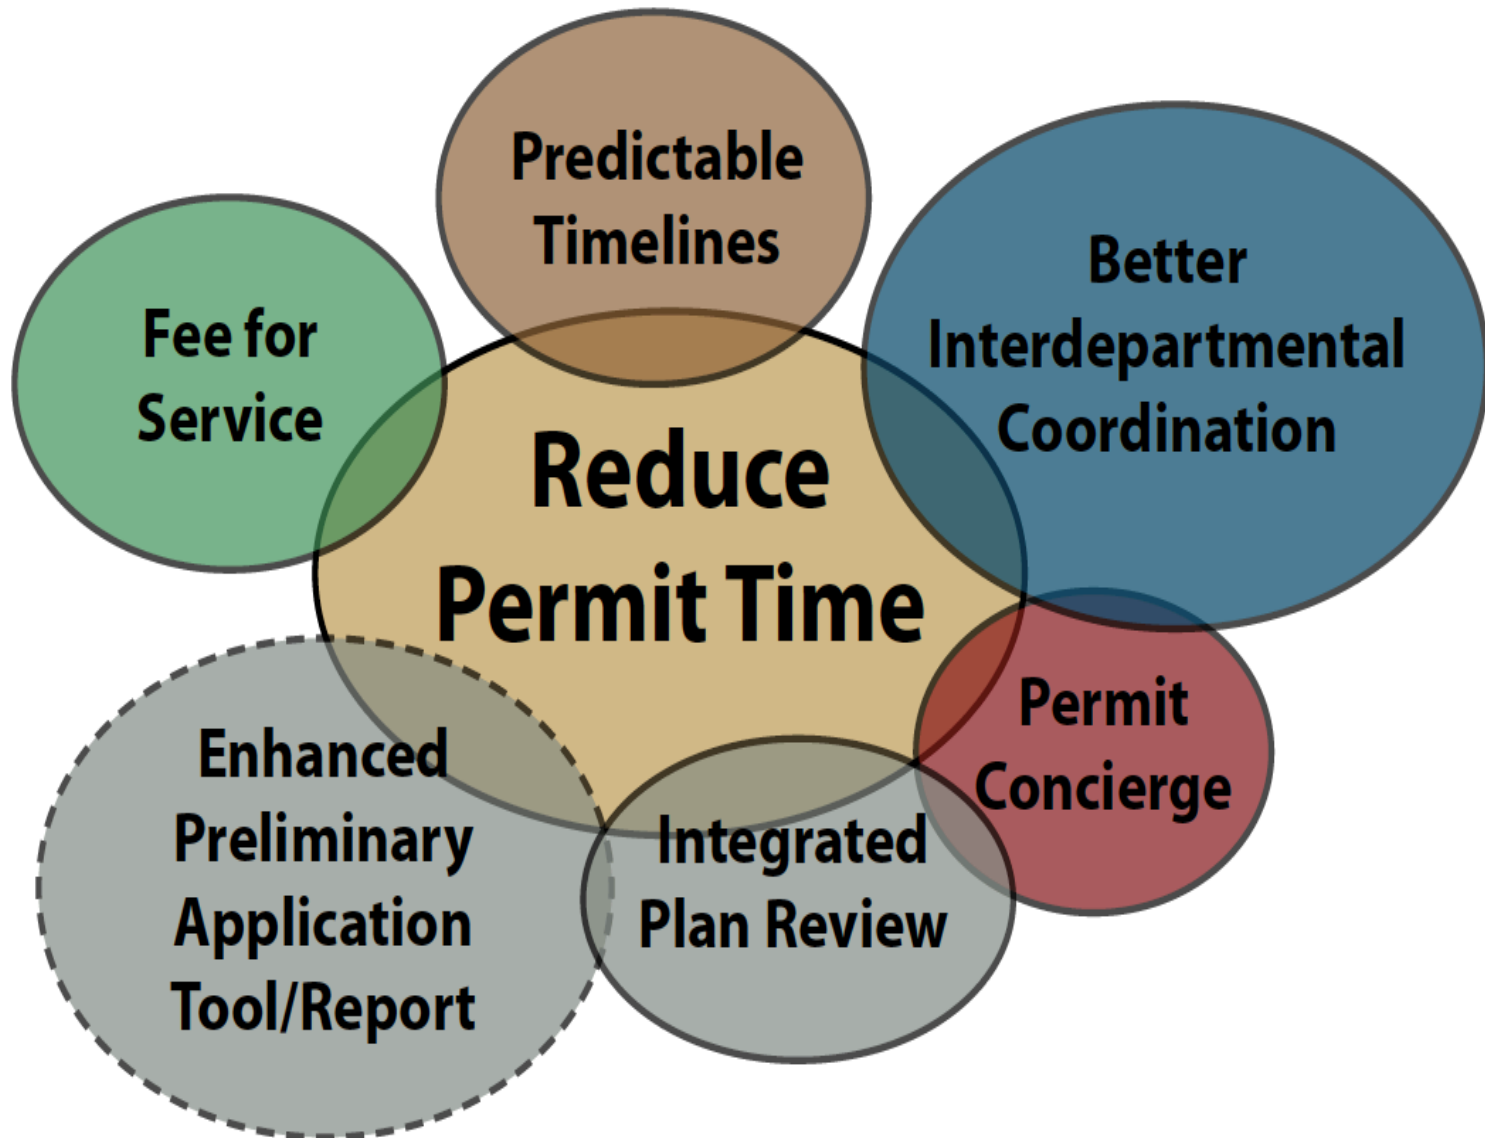 Predictable
Timelines
Better
Interdepartmental
Coordination
Fee for
Service
Reduce
Permit Time
Permit
Concierge
Enhanced
Preliminary
Application
Tool/Report
Integrated
Plan Review